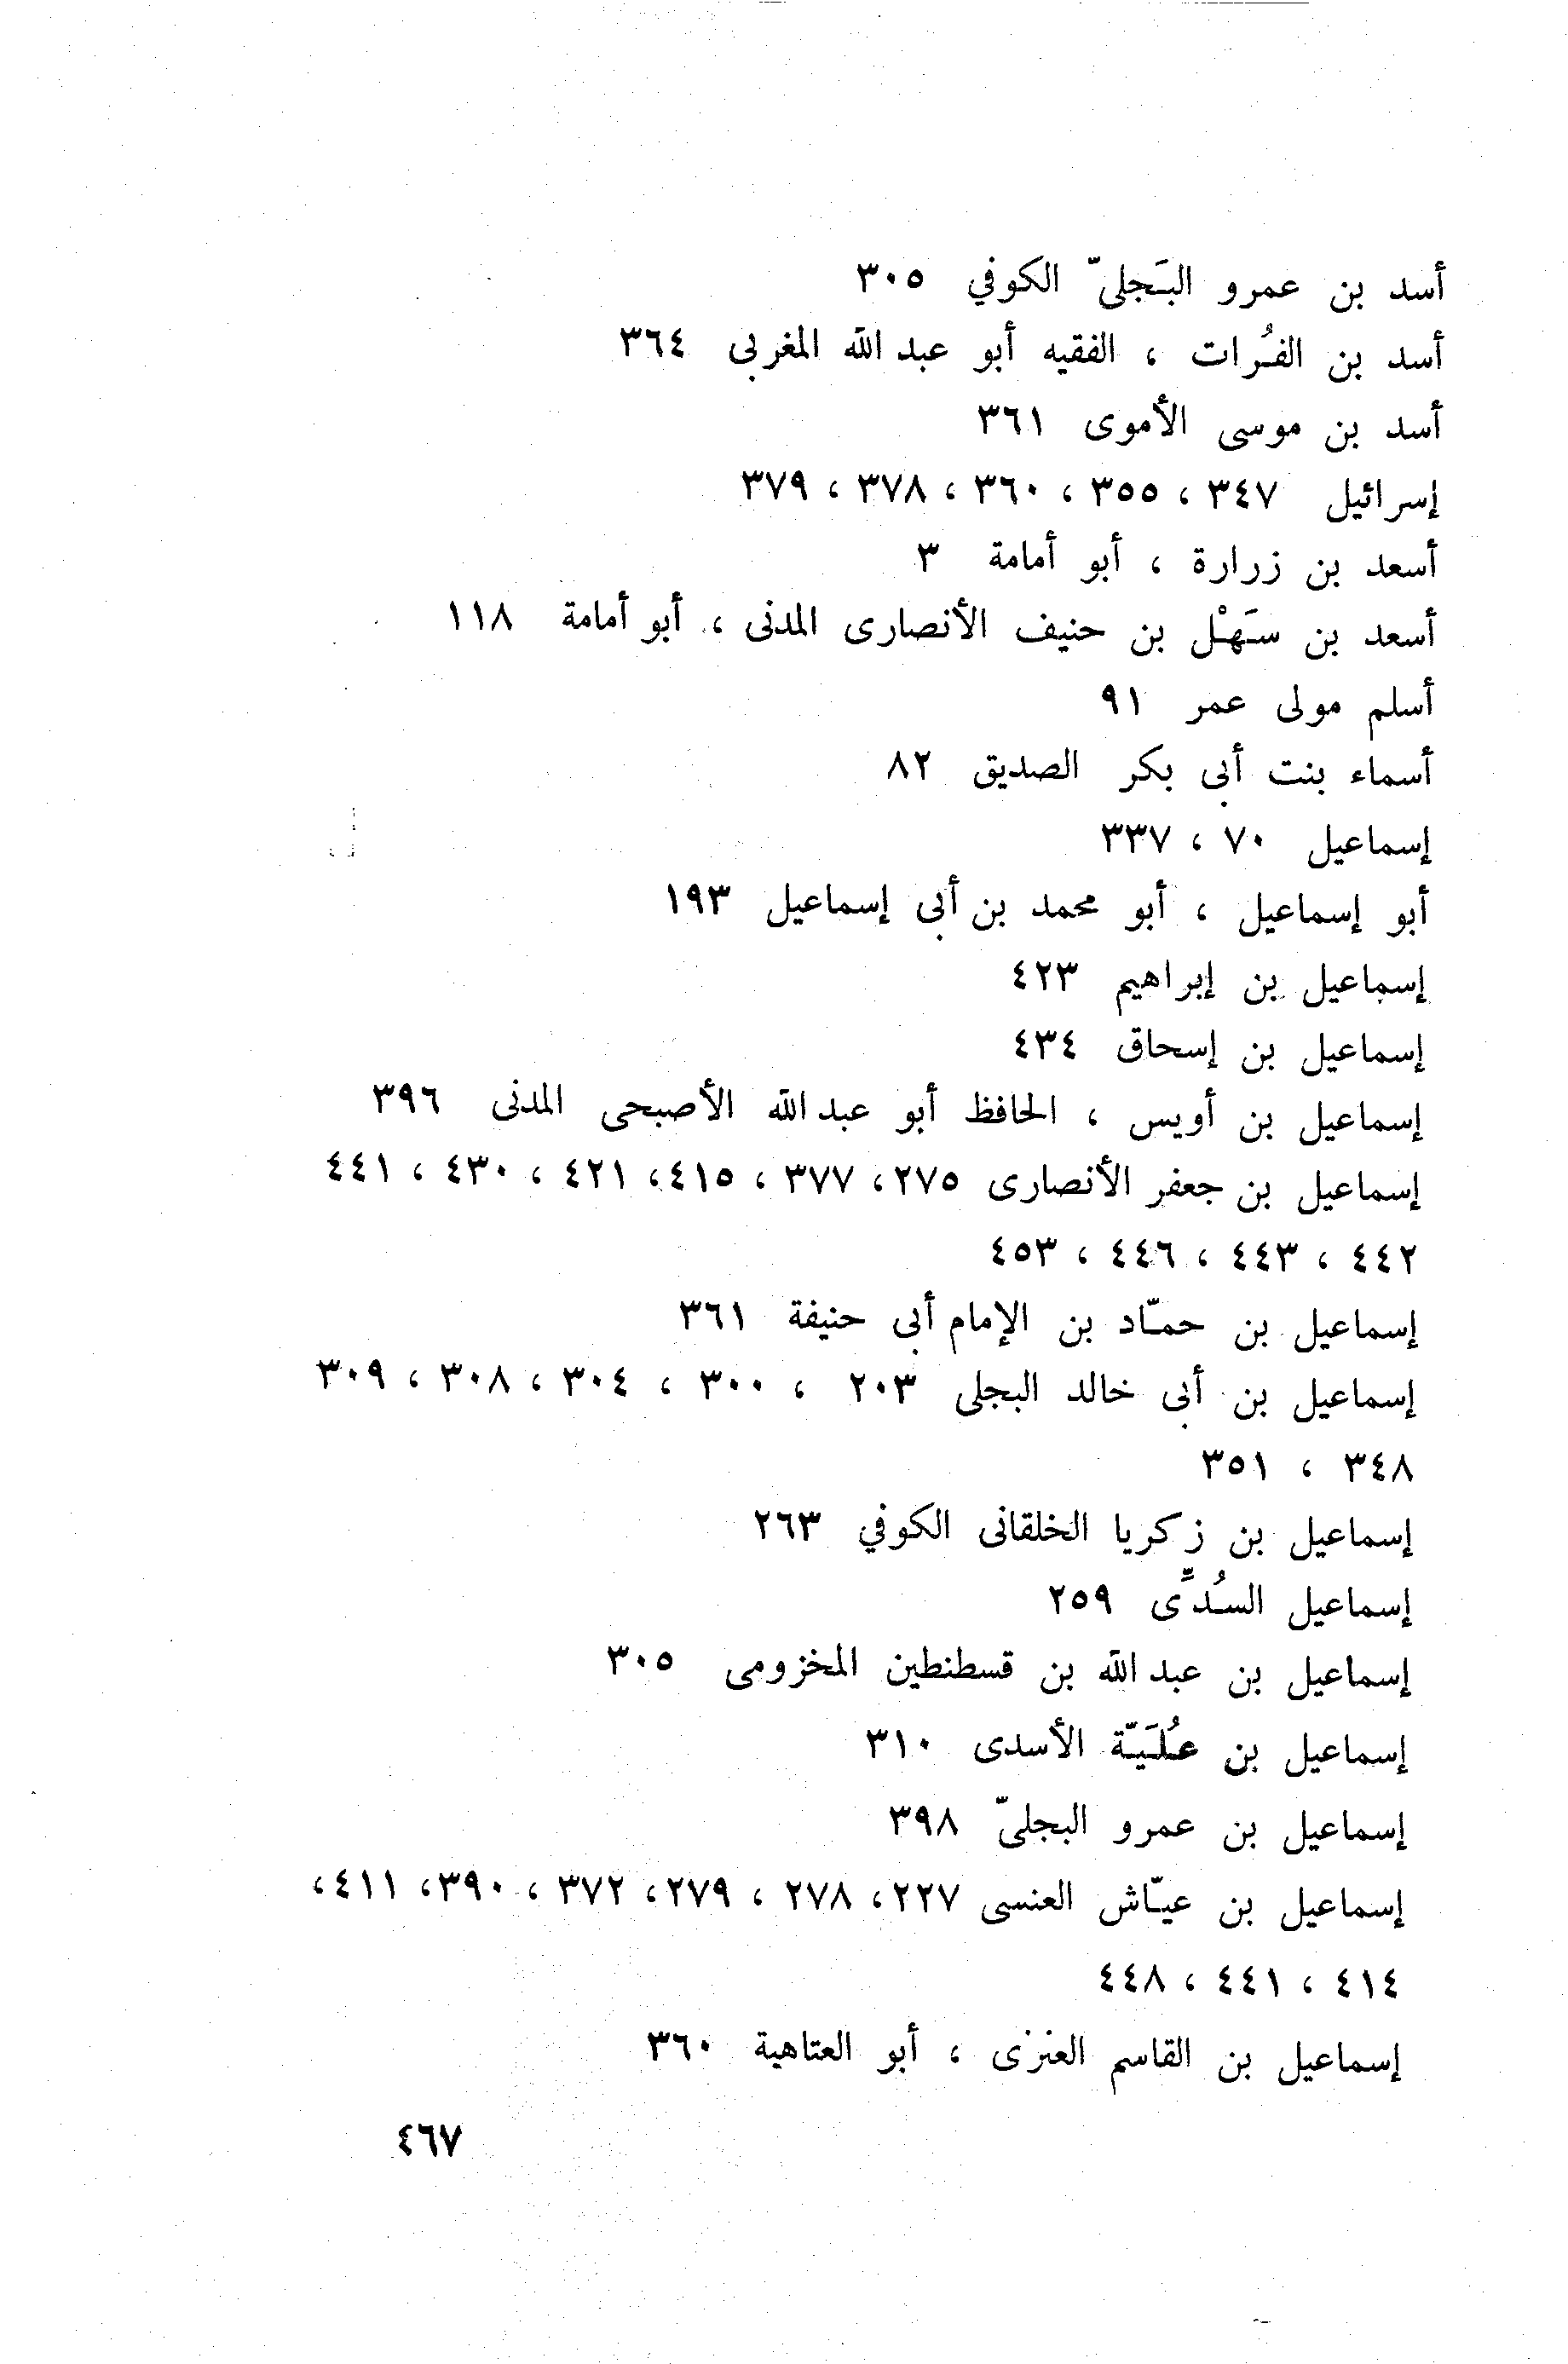 أسد بن عمرو البَجلىّ الكوفي ٣٠٥
أسد بن الفُرات ، الفقيه أبو عبد الله المغربى ٣٦٤
أسد بن موسى الأموى ٣٦١
إسرائيل ٣٤٧ ، ٣٥٥ ، ٣٦٠ ، ٣٧٨ ، ٣٧٩
أسعد بن زرارة ، أبو أمامة ٣
أسعد بن سَهْل بن حنيف الأنصارى المدنى ، أبو أمامة ١١٨
أسلم مولى عمر ٩١
أسماء بنت أبى بكر الصديق ٨٢
إسماعيل ٧٠ ، ٣٣٧
أبو إسماعيل ، أبو محمد بن أبى إسماعيل ١٩٣
إسماعيل بن إبراهيم ٤٢٣
إسماعيل بن إسحاق ٤٣٤
إسماعيل بن أويس ، الحافظ أبو عبد الله الأصبحى المدنى ٣٩٦
إسماعيل بن جعفر الأنصارى ٢٧٥، ٣٧٧ ، ٤١٥، ٤٢١ ، ٤٣٠ ، ٤٤١
٤٤٢ ، ٤٤٣ ، ٤٤٦ ، ٤٥٣
إسماعيل بن حمّاد بن الإمام أبى حنيفة ٣٦١
إسماعيل بن أبى خالد البجلى ٢٠٣ ، ٣٠٠ ، ٣٠٤ ، ٣٠٨ ، ٣٠٩
٣٤٨ ، ٣٥١
إسماعيل بن زكريا الخلقانى الكوفي ٢٦٣
إسماعيل السُدِّى ٢٥٩
إسماعيل بن عبد الله بن قسطنطين المخزومى ٣٠٥
إسماعيل بن عُلَيّة الأسدى ٣١٠
إسماعيل بن عمرو البجلىّ ٣٩٨
إسماعيل بن عيّاش العنسى ٢٢٧، ٢٧٨ ، ٢٧٩، ٣٧٢ ، ٣٩٠، ٤١١،
٤١٤ ، ٤٤١ ، ٤٤٨
إسماعيل بن القاسم العنزى ، أبو العتاهية ٣٦٠
٤٦٧